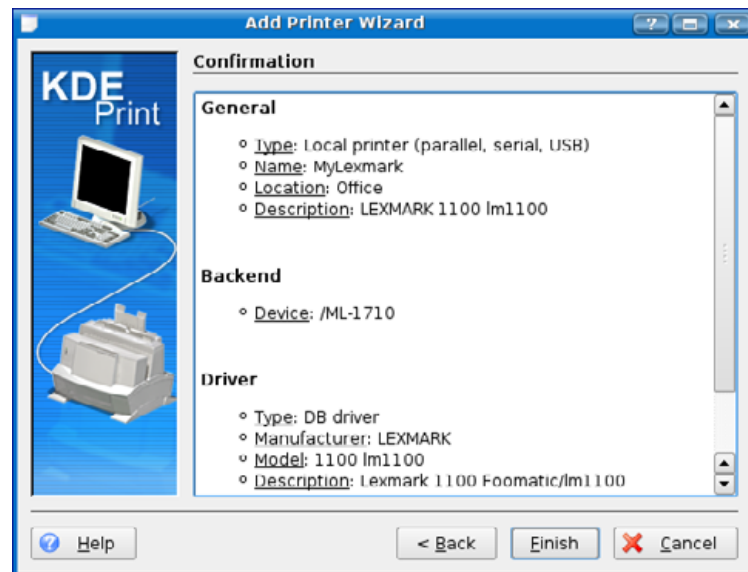 Add Printer Wizard
KDE
Print
Confirmation
General
Type: Local printer (parallel, serial, USB)
Name: MyLexmark
Location: Office
Description: LEXMARK 1100 lm1100
Backend
Device: /ML-1710
Driver
Type: DB driver
Manufacturer: LEXMARK
Model: 1100 lm1100
Description: Lexmark 1100 Foomatic/lm1100
Help
< Back
Finish
Cancel